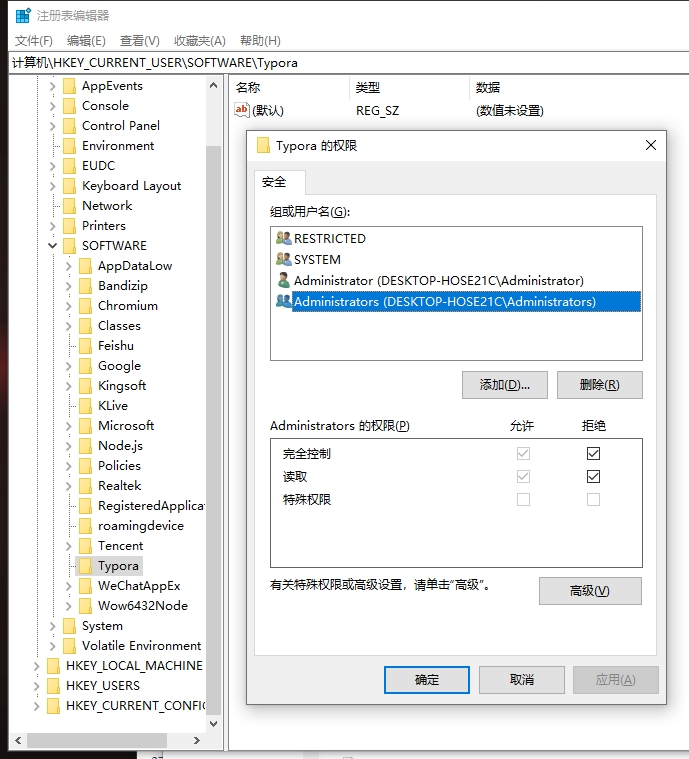 注册表编辑器
文件(F) 编辑(E) 查看(V) 收藏夹(A) 帮助(H)
计算机\HKEY_CURRENT_USER\SOFTWARE\Typora
AppEvents
Console
Control Panel
Environment
EUDC
Keyboard Layout
Network
Printers
SOFTWARE
AppDataLow
Bandizip
Chromium
Classes
Feishu
Google
Kingsoft
KLive
Microsoft
Node.js
Policies
Realtek
RegisteredApplica
roamingdevice
Tencent
Typora
WeChatAppEx
Wow6432Node
System
Volatile Environment
HKEY_LOCAL_MACHINE
HKEY_USERS
HKEY_CURRENT_CONFI
名称 类型 数据
ab (默认) REG_SZ (数值未设置)
Typora 的权限
安全
组或用户名(G):
RESTRICTED
SYSTEM
Administrator (DESKTOP-HOSE21C\Administrator)
Administrators (DESKTOP-HOSE21C\Administrators)
添加(D)... 删除(R)
Administrators 的权限(P) 允许 拒绝
完全控制
读取
特殊权限
有关特殊权限或高级设置，请单击“高级”。
高级(V)
确定 取消 应用(A)